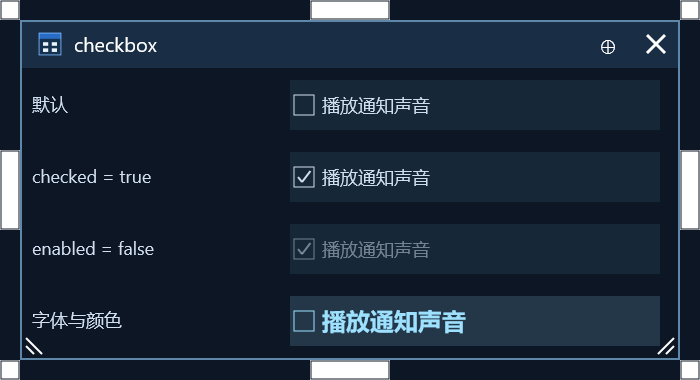 checkbox
默认 播放通知声音
checked = true 播放通知声音
enabled = false 播放通知声音
字体与颜色 播放通知声音